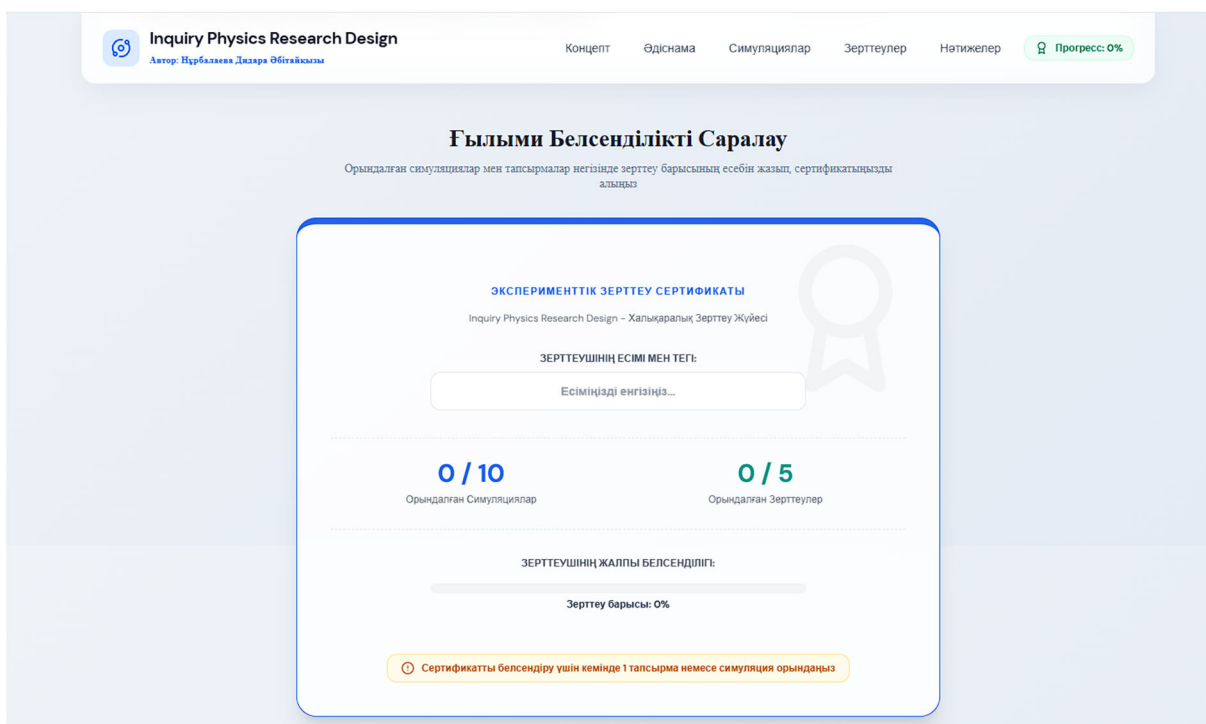 Inquiry Physics Research Design
Автор: Нұрбалаева Дидара Әбітайқызы
Концепт
Әдіснама
Симуляциялар
Зерттеулер
Нәтижелер
Прогресс: 0%
Ғылыми Белсенділікті Саралау
Орындалған симуляциялар мен тапсырмалар негізінде зерттеу барысының есебін жазып, сертификатыңызды
алыңыз
ЭКСПЕРИМЕНТТІК ЗЕРТТЕУ СЕРТИФИКАТЫ
Inquiry Physics Research Design – Халықаралық Зерттеу Жүйесі
ЗЕРТТЕУШІНІҢ ЕСІМІ МЕН ТЕГІ:
Есіміңізді енгізіңіз...
0 / 10
Орындалған Симуляциялар
0 / 5
Орындалған Зерттеулер
ЗЕРТТЕУШІНІҢ ЖАЛПЫ БЕЛСЕНДІЛІГІ:
Зерттеу барысы: 0%
Сертификатты белсендіру үшін кемінде 1 тапсырма немесе симуляция орындаңыз